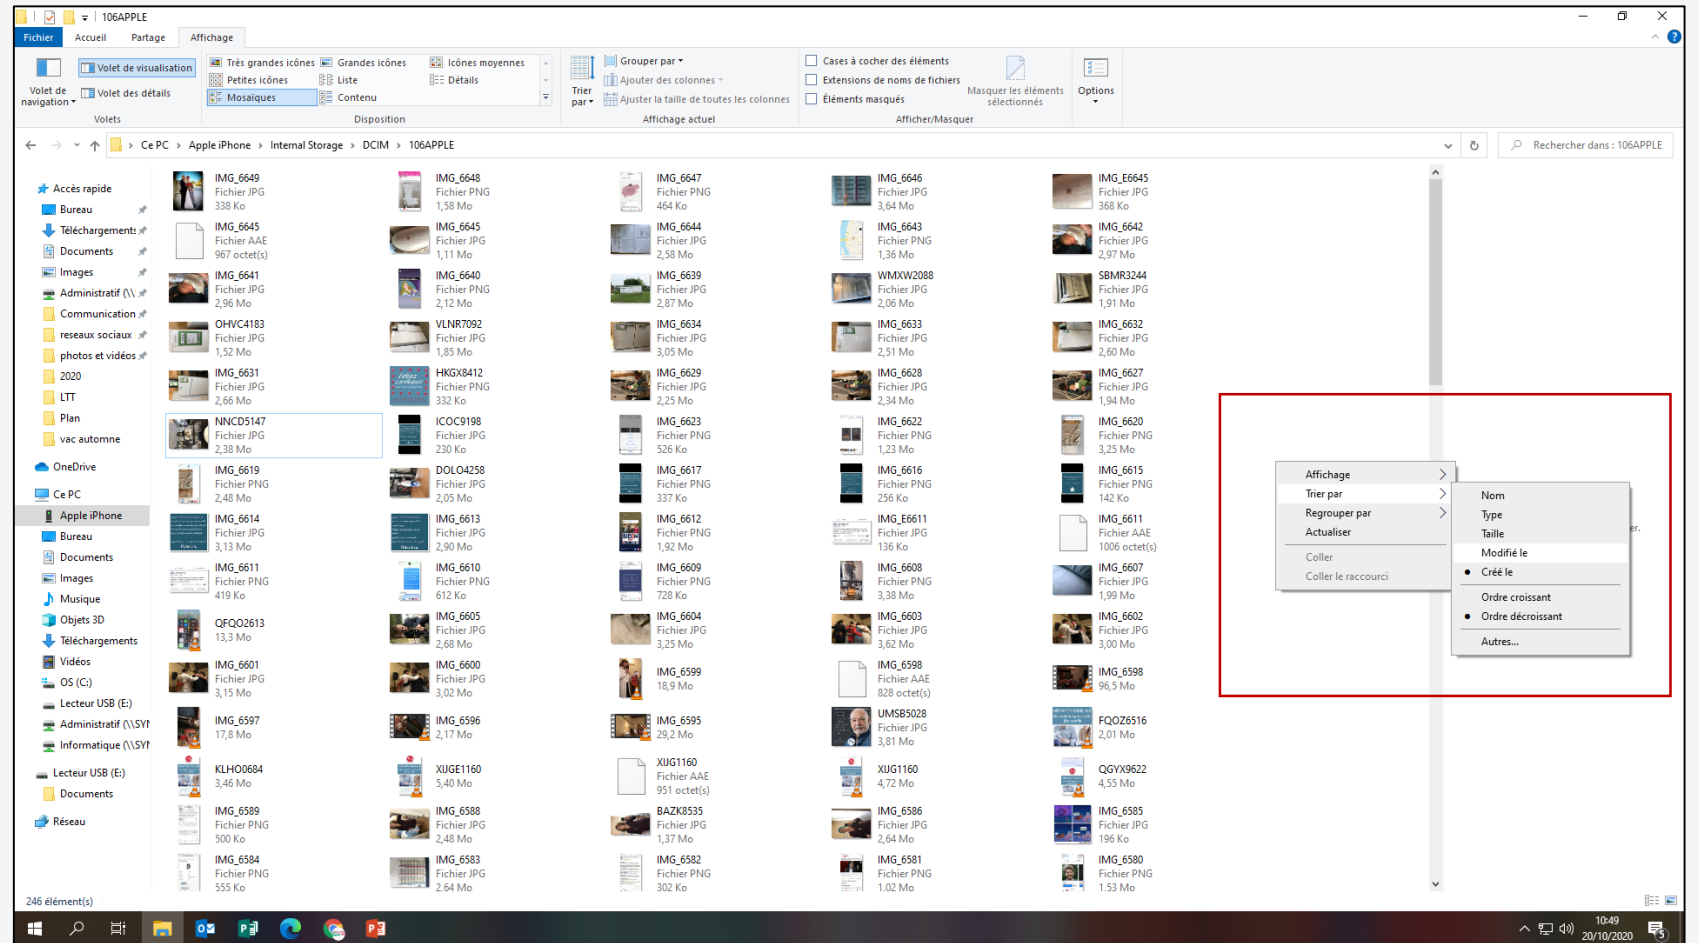 106APPLE
Fichier Accueil Partage Affichage
Volet de navigation
Volet de visualisation
Volet des détails
Volets
Très grandes icônes Grandes icônes Icônes moyennes
Petites icônes Liste Détails
Mosaïques Contenu
Disposition
Trier par
Grouper par
Ajouter des colonnes
Ajuster la taille de toutes les colonnes
Affichage actuel
Cases à cocher des éléments
Extensions de noms de fichiers
Éléments masqués
Masquer les éléments sélectionnés
Afficher/Masquer
Options
Ce PC > Apple iPhone > Internal Storage > DCIM > 106APPLE
Rechercher dans : 106APPLE
Accès rapide
Bureau
Téléchargements
Documents
Images
Administratif (\\
Communication
reseaux sociaux
photos et vidéos
2020
LTT
Plan
vac automne
OneDrive
Ce PC
Apple iPhone
Bureau
Documents
Images
Musique
Objets 3D
Téléchargements
Vidéos
OS (C:)
Lecteur USB (E:)
Administratif (\\SYN
Informatique (\\SYN
Lecteur USB (E:)
Documents
Réseau
IMG_6649 IMG_6648 IMG_6647 IMG_6646 IMG_E6645
Fichier JPG Fichier PNG Fichier PNG Fichier JPG Fichier JPG
338 Ko 1,58 Mo 464 Ko 3,64 Mo 368 Ko
IMG_6645 IMG_6645 IMG_6644 IMG_6643 IMG_6642
Fichier AAE Fichier JPG Fichier JPG Fichier PNG Fichier JPG
967 octet(s) 1,11 Mo 2,58 Mo 1,36 Mo 2,97 Mo
IMG_6641 IMG_6640 IMG_6639 WMXW2088 SBMR3244
Fichier JPG Fichier PNG Fichier JPG Fichier JPG Fichier JPG
2,96 Mo 2,12 Mo 2,87 Mo 2,06 Mo 1,91 Mo
OHVC4183 VLNR7092 IMG_6634 IMG_6633 IMG_6632
Fichier JPG Fichier JPG Fichier JPG Fichier JPG Fichier JPG
1,52 Mo 1,85 Mo 3,05 Mo 2,51 Mo 2,60 Mo
IMG_6631 HKGX8412 IMG_6629 IMG_6628 IMG_6627
Fichier JPG Fichier PNG Fichier JPG Fichier JPG Fichier JPG
2,66 Mo 332 Ko 2,25 Mo 2,34 Mo 1,94 Mo
NNCD5147 ICOC9198 IMG_6623 IMG_6622 IMG_6620
Fichier JPG Fichier JPG Fichier PNG Fichier PNG Fichier PNG
2,38 Mo 230 Ko 526 Ko 1,23 Mo 3,25 Mo
IMG_6619 DOLO4258 IMG_6617 IMG_6616 IMG_6615
Fichier PNG Fichier JPG Fichier PNG Fichier PNG Fichier PNG
2,48 Mo 2,05 Mo 337 Ko 256 Ko 142 Ko
IMG_6614 IMG_6613 IMG_6612 IMG_E6611 IMG_6611
Fichier JPG Fichier JPG Fichier PNG Fichier JPG Fichier AAE
3,13 Mo 2,90 Mo 1,92 Mo 136 Ko 1006 octet(s)
IMG_6611 IMG_6610 IMG_6609 IMG_6608 IMG_6607
Fichier PNG Fichier PNG Fichier PNG Fichier PNG Fichier JPG
419 Ko 612 Ko 728 Ko 3,38 Mo 1,99 Mo
QFQO2613 IMG_6605 IMG_6604 IMG_6603 IMG_6602
Fichier JPG Fichier JPG Fichier JPG Fichier JPG
13,3 Mo 2,68 Mo 3,25 Mo 3,62 Mo 3,00 Mo
IMG_6601 IMG_6600 IMG_6599 IMG_6598 IMG_6598
Fichier JPG Fichier JPG Fichier AAE
3,15 Mo 3,02 Mo 18,9 Mo 828 octet(s) 96,5 Mo
IMG_6597 IMG_6596 IMG_6595 UMSB5028 FQOZ6516
Fichier JPG
17,8 Mo 2,17 Mo 29,2 Mo 3,81 Mo 2,01 Mo
KLHO0684 XUGE1160 XIJG1160 XIJG1160 QGYX9622
Fichier AAE
3,46 Mo 5,40 Mo 951 octet(s) 4,72 Mo 4,55 Mo
IMG_6589 IMG_6588 BAZK8535 IMG_6586 IMG_6585
Fichier PNG Fichier JPG Fichier JPG Fichier JPG Fichier JPG
500 Ko 2,48 Mo 1,37 Mo 2,64 Mo 196 Ko
IMG_6584 IMG_6583 IMG_6582 IMG_6581 IMG_6580
Fichier PNG Fichier JPG Fichier PNG Fichier PNG Fichier PNG
555 Ko 2,64 Mo 302 Ko 1,02 Mo 1,53 Mo
Affichage
Trier par
Regrouper par
Actualiser
Coller
Coller le raccourci
Nom
Type
Taille
Modifié le
Créé le
Ordre croissant
Ordre décroissant
Autres...
er.
246 élément(s)
10:49
20/10/2020
5